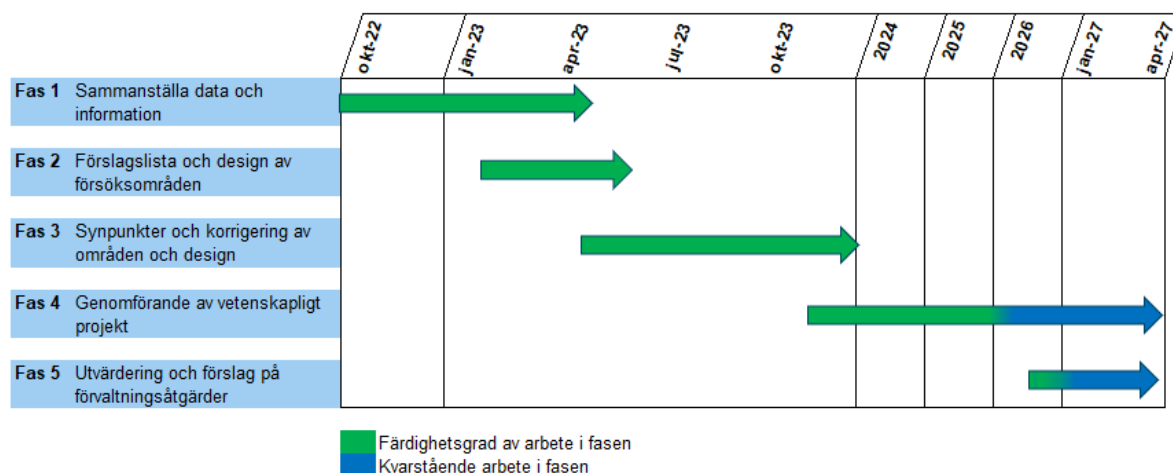 okt-22
jan-23
apr-23
jul-23
okt-23
2024
2025
2026
jan-27
apr-27
Fas 1 Sammanställa data och
information
Fas 2 Förslagslista och design av
försöksområden
Fas 3 Synpunkter och korrigering av
områden och design
Fas 4 Genomförande av vetenskapligt
projekt
Fas 5 Utvärdering och förslag på
förvaltningsåtgärder
Färdighetsgrad av arbete i fasen
Kvarstående arbete i fasen